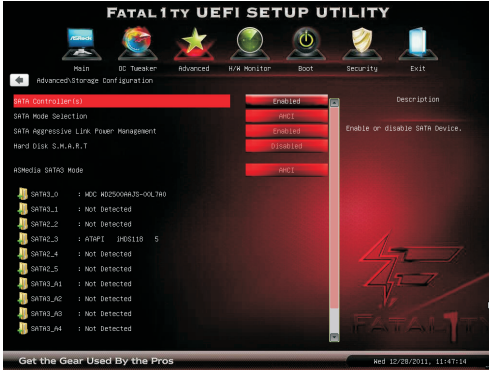 FATAL1TY UEFI SETUP UTILITY
ASRock
Main OC Tweaker Advanced H/W Monitor Boot Security Exit
Advanced\Storage Configuration
SATA Controller(s) Enabled
SATA Mode Selection AHCI
SATA Aggressive Link Power Management Enabled
Hard Disk S.M.A.R.T Disabled
ASMedia SATA3 Mode AHCI
SATA3_0 : WDC WD2500AAJS-00L7A0
SATA3_1 : Not Detected
SATA2_2 : Not Detected
SATA2_3 : ATAPI iHDS118 5
SATA2_4 : Not Detected
SATA2_5 : Not Detected
SATA3_A1 : Not Detected
SATA3_A2 : Not Detected
SATA3_A3 : Not Detected
SATA3_A4 : Not Detected
Description
Enable or disable SATA Device.
FATAL1TY
Get the Gear Used By the Pros
Wed 12/28/2011, 11:47:14